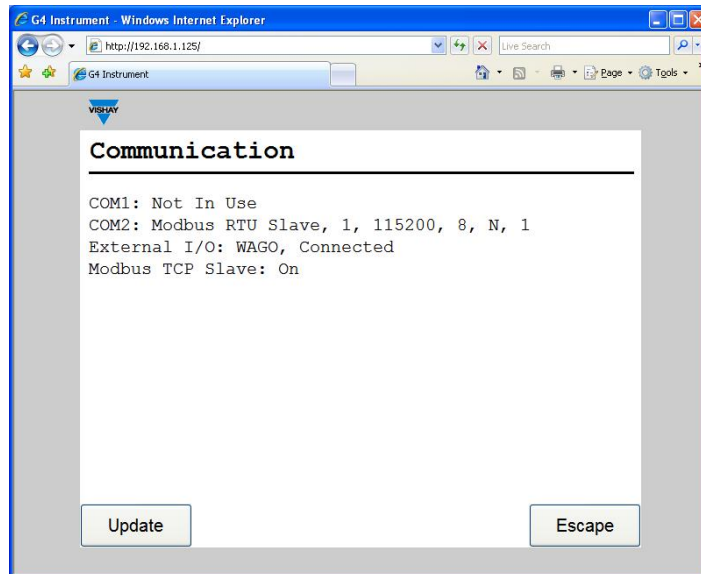 G4 Instrument - Windows Internet Explorer
http://192.168.1.125/
Live Search
G4 Instrument
Page
Tools
VISHAY
Communication
COM1: Not In Use
COM2: Modbus RTU Slave, 1, 115200, 8, N, 1
External I/O: WAGO, Connected
Modbus TCP Slave: On
Update
Escape